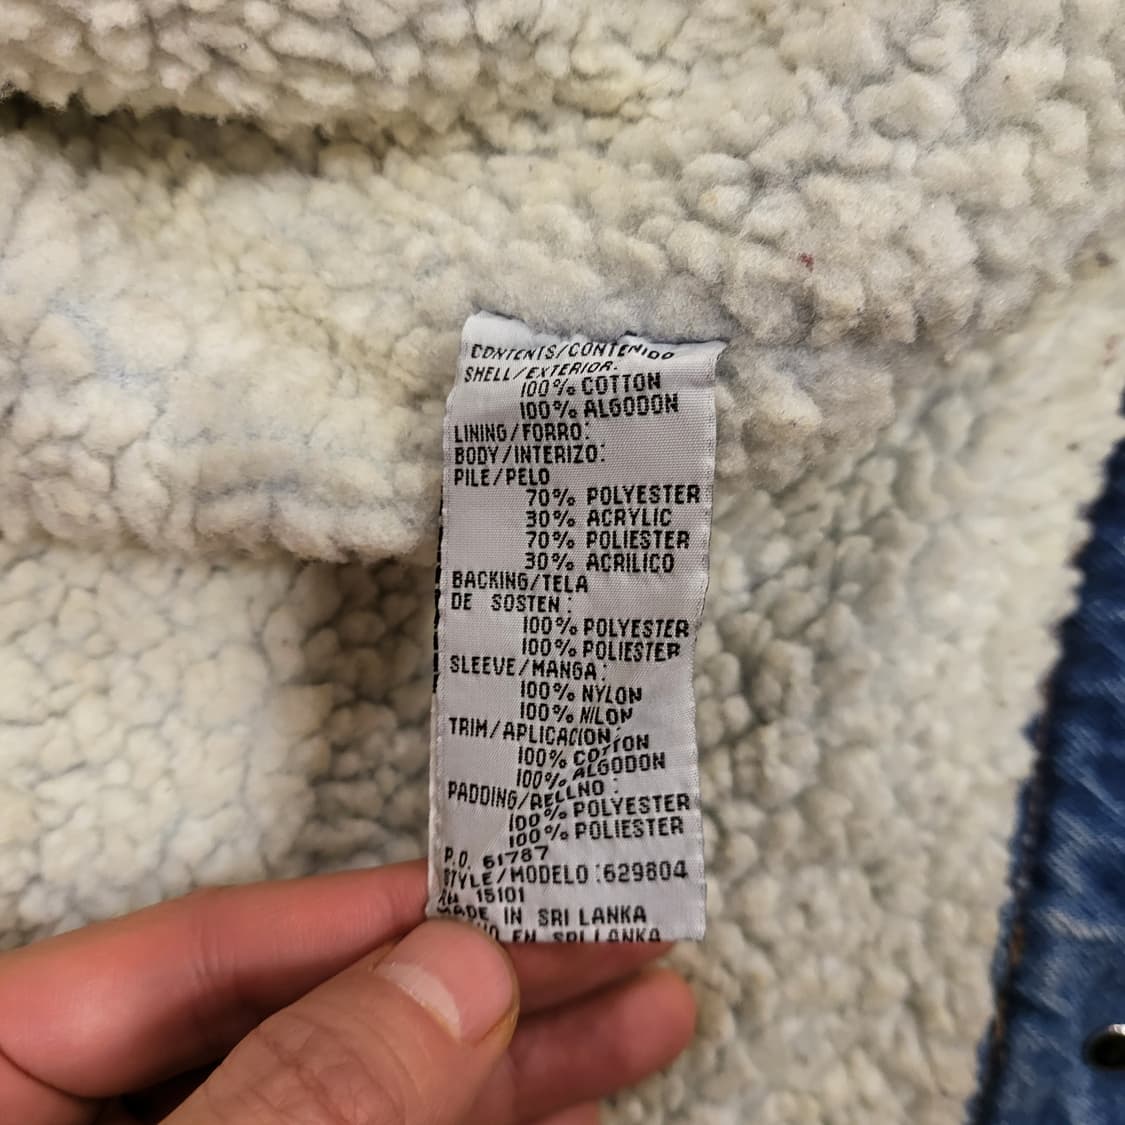 CONTENTS/CONTENIDO
SHELL/EXTERIOR:
100% COTTON
100% ALGODON
LINING/FORRO:
BODY/INTERIZO:
PILE/PELO
70% POLYESTER
30% ACRYLIC
70% POLIESTER
30% ACRILICO
BACKING/TELA
DE SOSTEN:
100% POLYESTER
100% POLIESTER
SLEEVE/MANGA:
100% NYLON
100% NILON
TRIM/APLICACION:
100% COTTON
100% ALGODON
PADDING/RELLNO:
100% POLYESTER
100% POLIESTER
P.O. 61787
STYLE/MODELO:629804
15101
MADE IN SRI LANKA
EN SRI LANKA